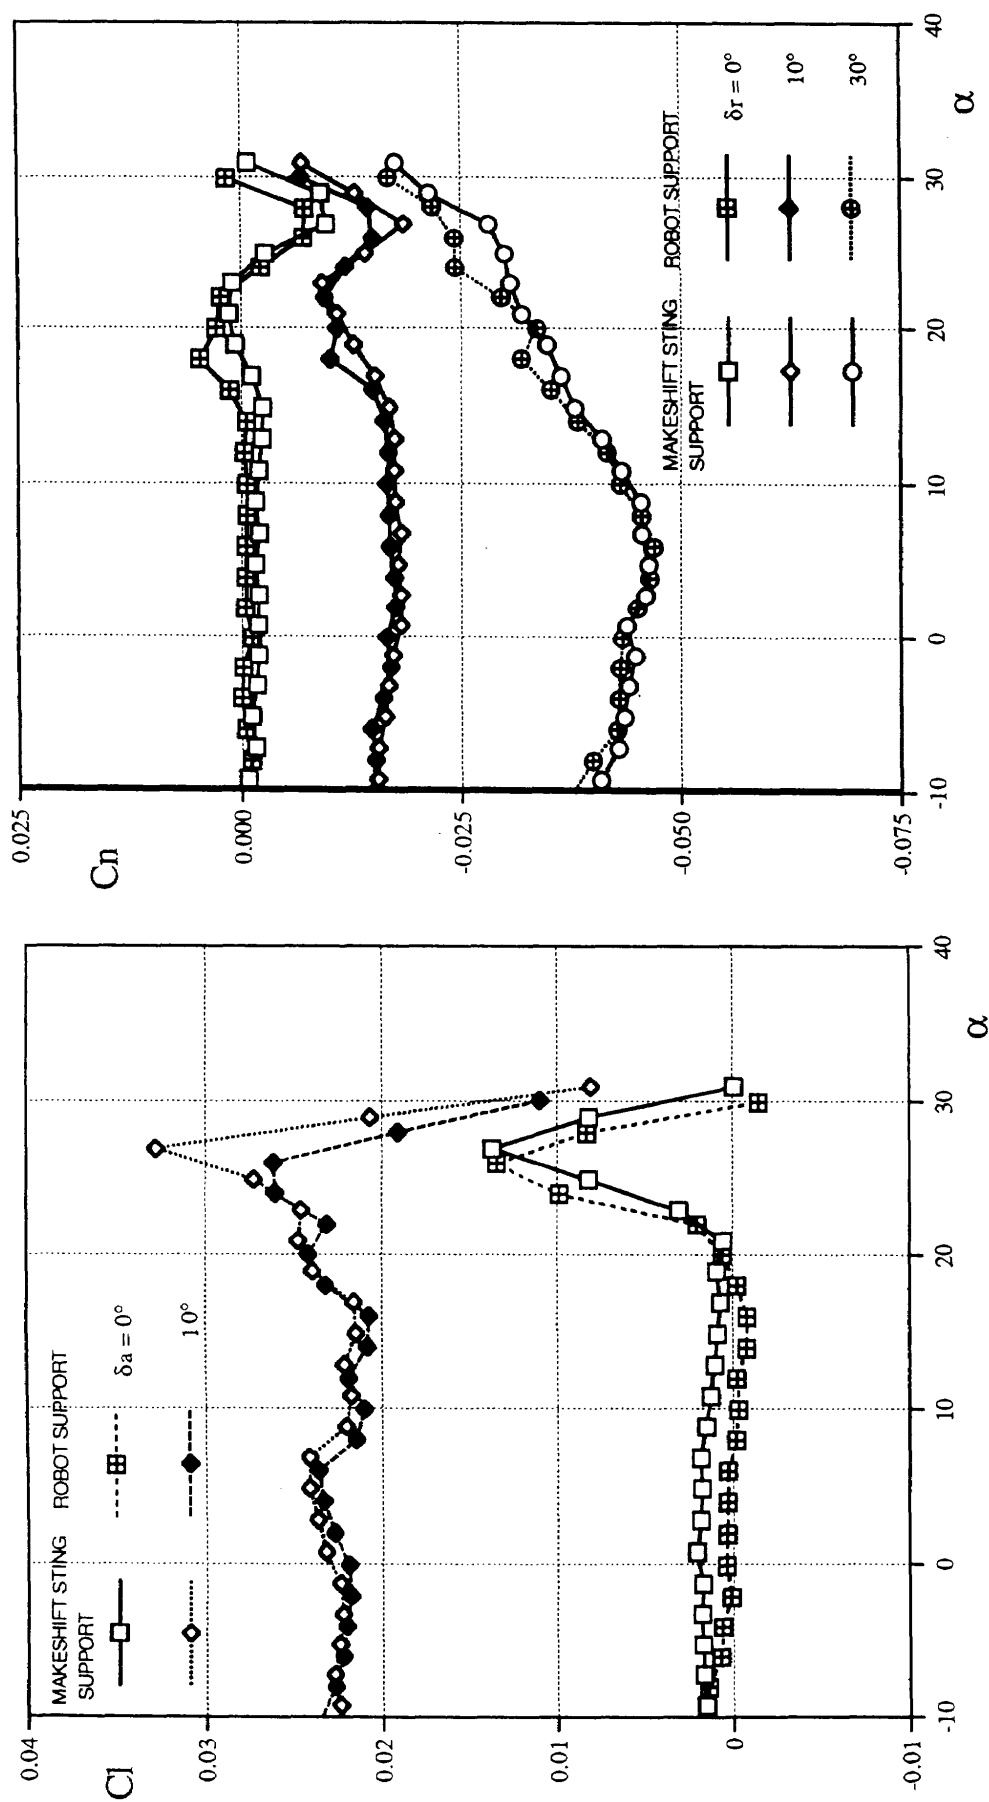 Cl
0.04
0.03
0.02
0.01
0
-0.01
MAKESHIFT STING SUPPORT
ROBOT SUPPORT
δa = 0°
10°
-10
0
10
20
30
40
α
Cn
0.025
0.000
-0.025
-0.050
-0.075
MAKESHIFT STING SUPPORT
ROBOT SUPPORT
δr = 0°
10°
30°
-10
0
10
20
30
40
α